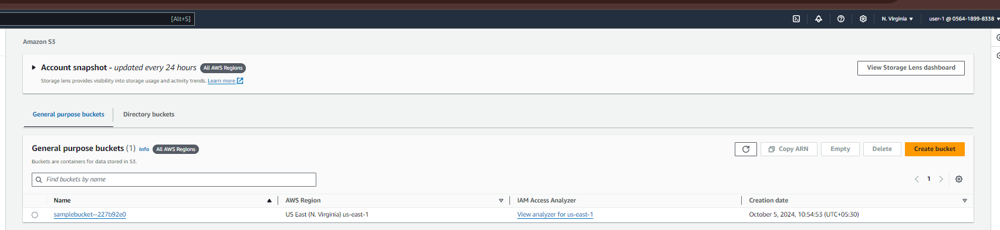 [Alt+S]
N. Virginia
user-1 @ 0564-1899-8338
Amazon S3
Account snapshot - updated every 24 hours All AWS Regions
View Storage Lens dashboard
Storage lens provides visibility into storage usage and activity trends. Learn more
General purpose buckets
Directory buckets
General purpose buckets (1) Info All AWS Regions
Copy ARN
Empty
Delete
Create bucket
Buckets are containers for data stored in S3.
Find buckets by name
1
Name AWS Region IAM Access Analyzer Creation date
samplebucket--227b92e0 US East (N. Virginia) us-east-1 View analyzer for us-east-1 October 5, 2024, 10:54:53 (UTC+05:30)